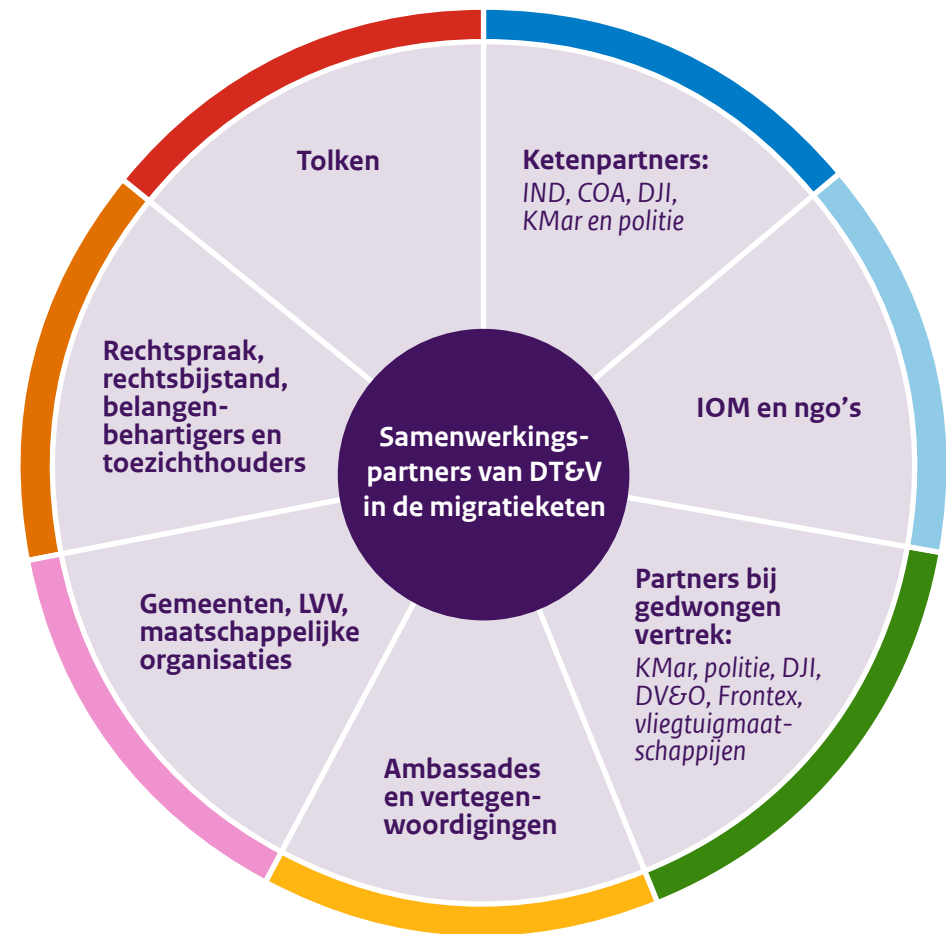 Samenwerkings-
partners van DT&V
in de migratieketen
Ketenpartners:
IND, COA, DJI,
KMar en politie
IOM en ngo’s
Partners bij
gedwongen
vertrek:
KMar, politie, DJI,
DV&O, Frontex,
vliegtuigmaat-
schappijen
Ambassades
en vertegen-
woordigingen
Gemeenten, LVV,
maatschappelijke
organisaties
Rechtspraak,
rechtsbijstand,
belangen-
behartigers en
toezichthouders
Tolken